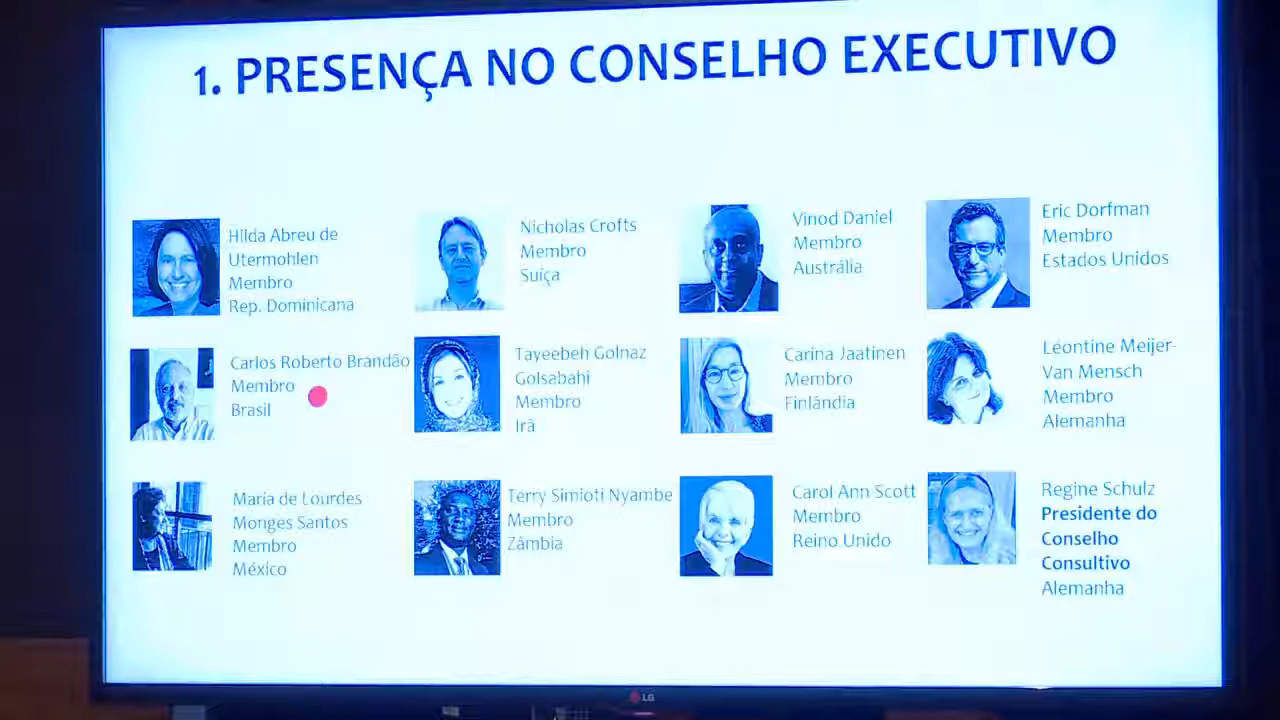 1. PRESENÇA NO CONSELHO EXECUTIVO
Hilda Abreu de
Utermohlen
Membro
Rep. Dominicana
Nicholas Crofts
Membro
Suíça
Vinod Daniel
Membro
Austrália
Eric Dorfman
Membro
Estados Unidos
Carlos Roberto Brandão
Membro
Brasil
Tayeebeh Golnaz
Golsabahi
Membro
Irã
Carina Jaatinen
Membro
Finlândia
Léontine Meijer-
Van Mensch
Membro
Alemanha
María de Lourdes
Monges Santos
Membro
México
Terry Simioti Nyambe
Membro
Zâmbia
Carol Ann Scott
Membro
Reino Unido
Regine Schulz
Presidente do
Conselho
Consultivo
Alemanha
LG